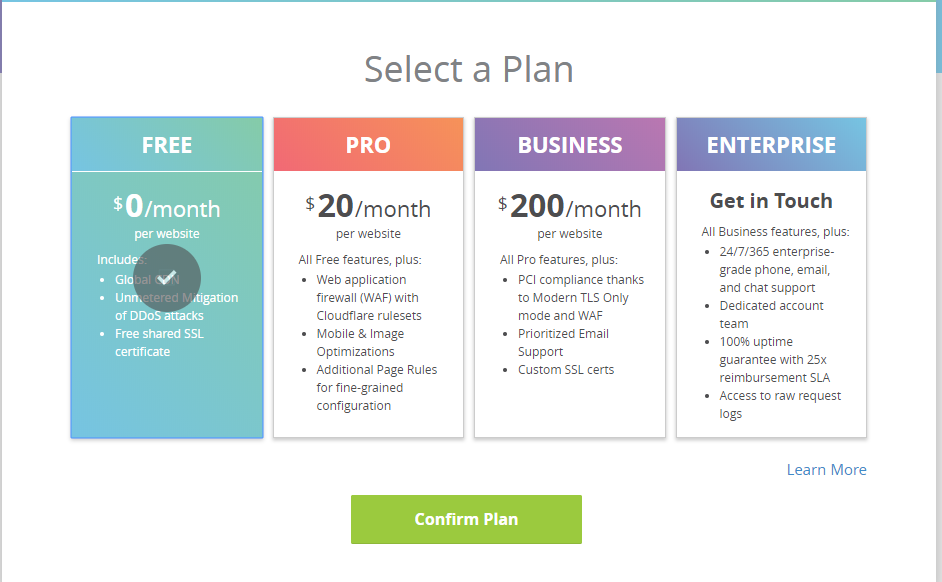 Select a Plan
FREE
$0/month
per website
Includes:
• Global CDN
• Unmetered Mitigation
of DDoS attacks
• Free shared SSL
certificate
PRO
$20/month
per website
All Free features, plus:
• Web application
firewall (WAF) with
Cloudflare rulesets
• Mobile & Image
Optimizations
• Additional Page Rules
for fine-grained
configuration
BUSINESS
$200/month
per website
All Pro features, plus:
• PCI compliance thanks
to Modern TLS Only
mode and WAF
• Prioritized Email
Support
• Custom SSL certs
ENTERPRISE
Get in Touch
All Business features, plus:
• 24/7/365 enterprise-
grade phone, email,
and chat support
• Dedicated account
team
• 100% uptime
guarantee with 25x
reimbursement SLA
• Access to raw request
logs
Learn More
Confirm Plan